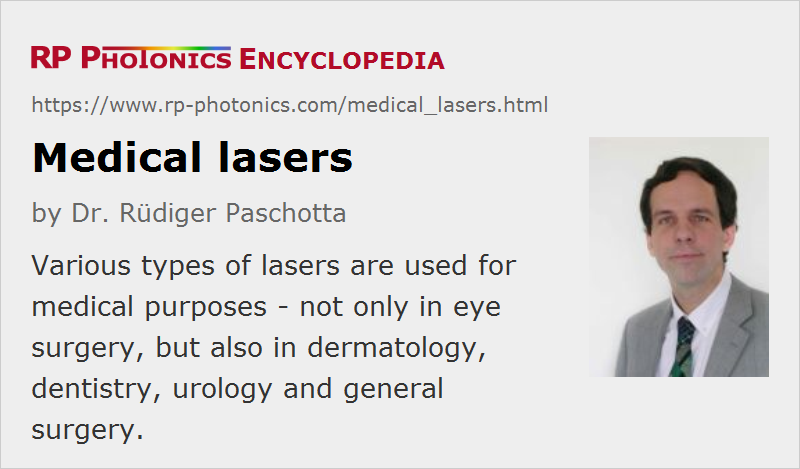 RP PHOTONICS ENCYCLOPEDIA
https://www.rp-photonics.com/medical_lasers.html
Medical lasers
by Dr. Rüdiger Paschotta
Various types of lasers are used for
medical purposes - not only in eye
surgery, but also in dermatology,
dentistry, urology and general
surgery.